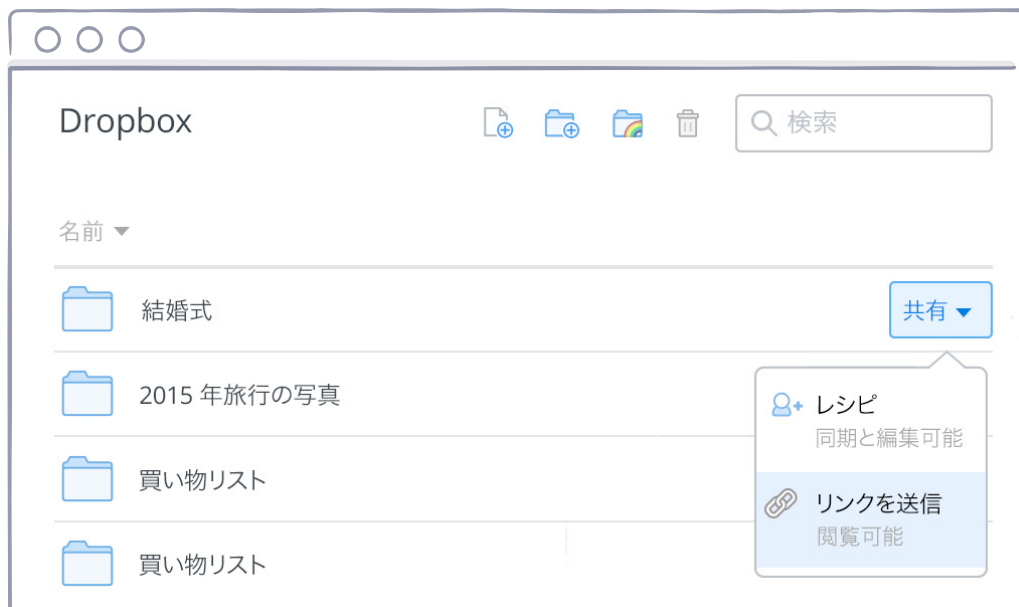 Dropbox
検索
名前
結婚式
共有
2015 年旅行の写真
レシピ
同期と編集可能
買い物リスト
リンクを送信
閲覧可能
買い物リスト